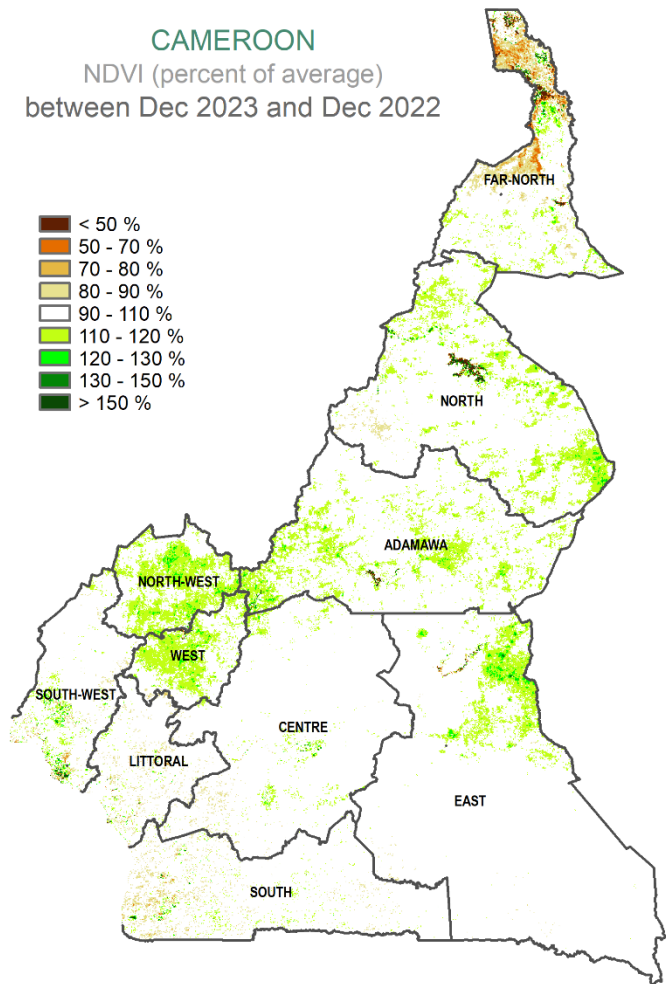 CAMEROON
NDVI (percent of average)
between Dec 2023 and Dec 2022
< 50 %
50 - 70 %
70 - 80 %
80 - 90 %
90 - 110 %
110 - 120 %
120 - 130 %
130 - 150 %
> 150 %
FAR-NORTH
NORTH
ADAMAWA
NORTH-WEST
WEST
SOUTH-WEST
CENTRE
LITTORAL
EAST
SOUTH